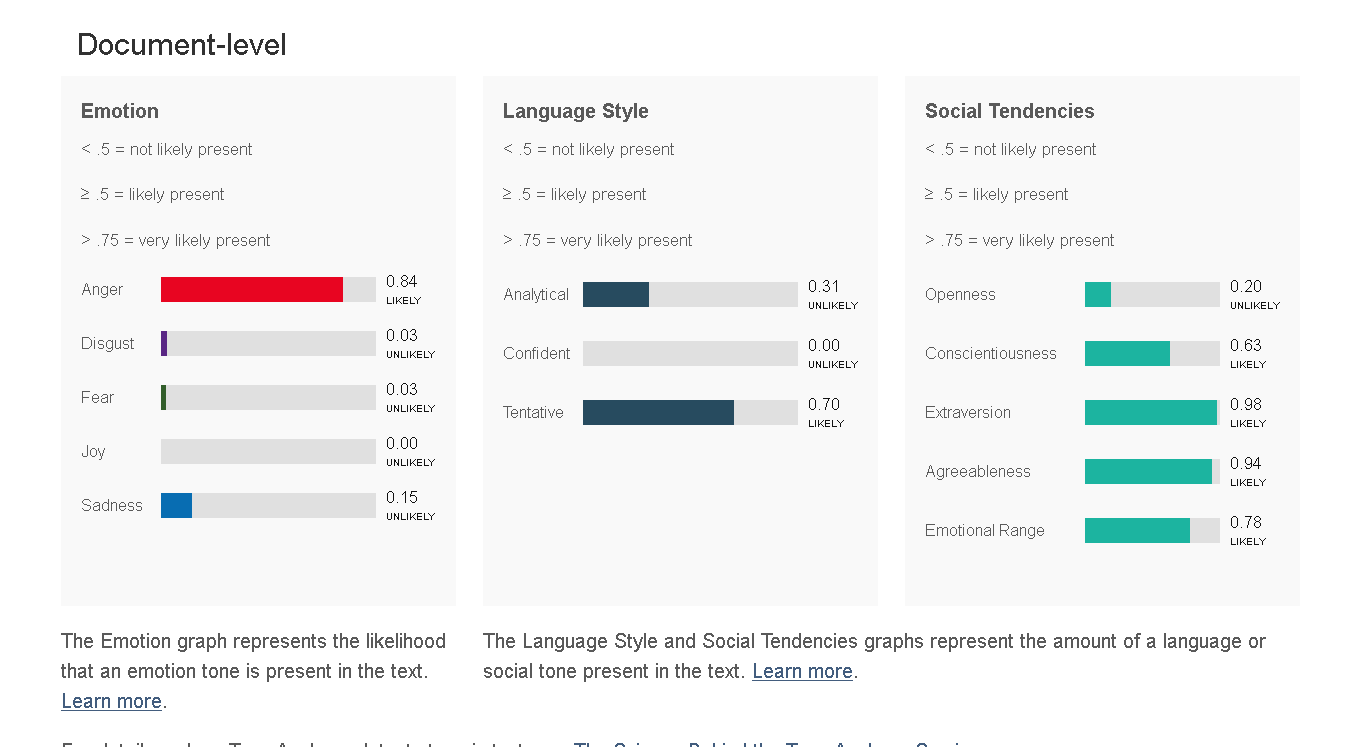 Document-level
Emotion
< .5 = not likely present
≥ .5 = likely present
> .75 = very likely present
Anger
0.84
LIKELY
Disgust
0.03
UNLIKELY
Fear
0.03
UNLIKELY
Joy
0.00
UNLIKELY
Sadness
0.15
UNLIKELY
The Emotion graph represents the likelihood
that an emotion tone is present in the text.
Learn more.
Language Style
< .5 = not likely present
≥ .5 = likely present
> .75 = very likely present
Analytical
0.31
UNLIKELY
Confident
0.00
UNLIKELY
Tentative
0.70
LIKELY
Social Tendencies
< .5 = not likely present
≥ .5 = likely present
> .75 = very likely present
Openness
0.20
UNLIKELY
Conscientiousness
0.63
LIKELY
Extraversion
0.98
LIKELY
Agreeableness
0.94
LIKELY
Emotional Range
0.78
LIKELY
The Language Style and Social Tendencies graphs represent the amount of a language or
social tone present in the text. Learn more.